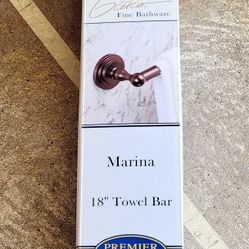 Fine Bathware
Marina
18" Towel Bar
PREMIER